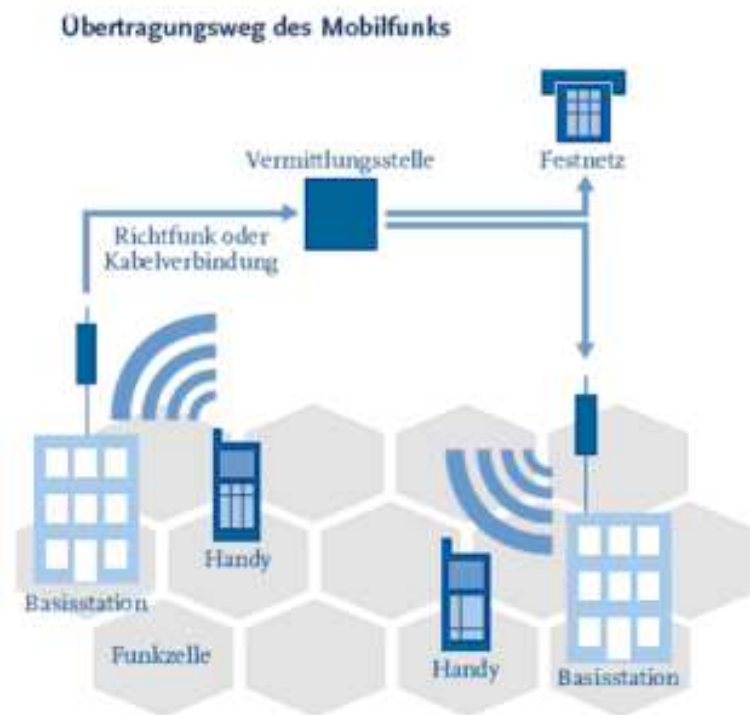 Übertragungsweg des Mobilfunks
Vermittlungsstelle
Festnetz
Richtfunk oder
Kabelverbindung
Handy
Basisstation
Funkzelle
Handy
Basisstation